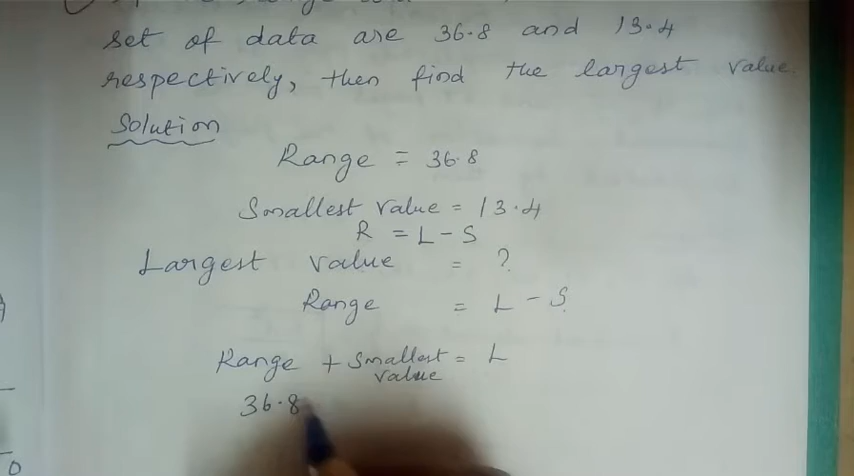 set of data are 36.8 and 13.4
respectively, then find the largest value.
Solution
Range = 36.8
Smallest value = 13.4
R = L - S
Largest value = ?
Range = L - S
Range + Smallest value = L
36.8